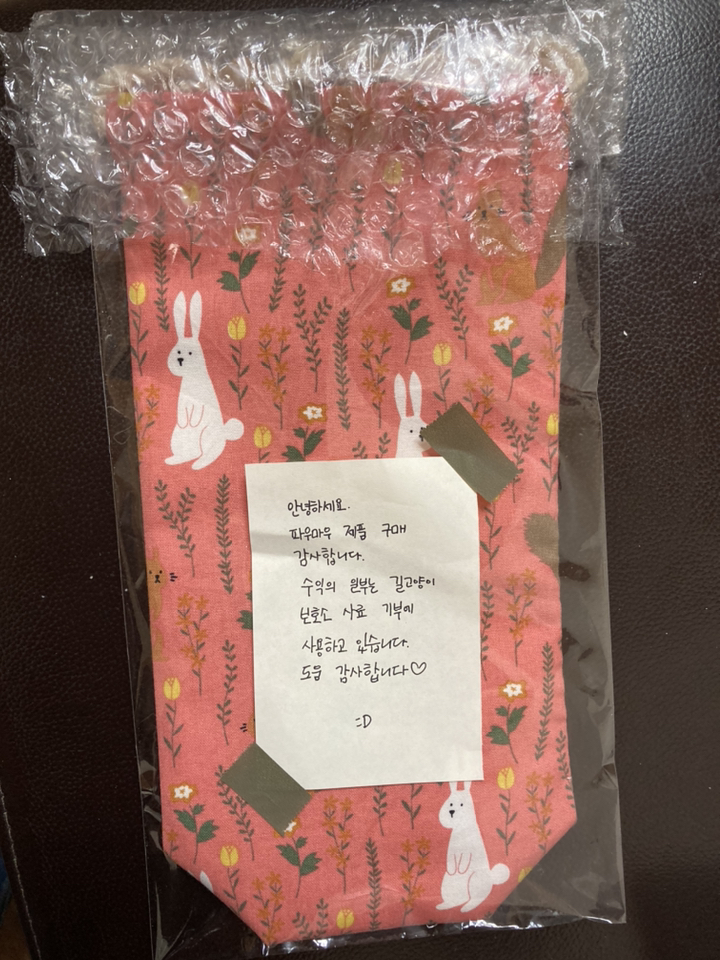 안녕하세요.
파우마우 제품 구매
감사합니다.
수익의 일부는 길고양이
보호소 사료 기부에
사용하고 있습니다.
도움 감사합니다♡
=D